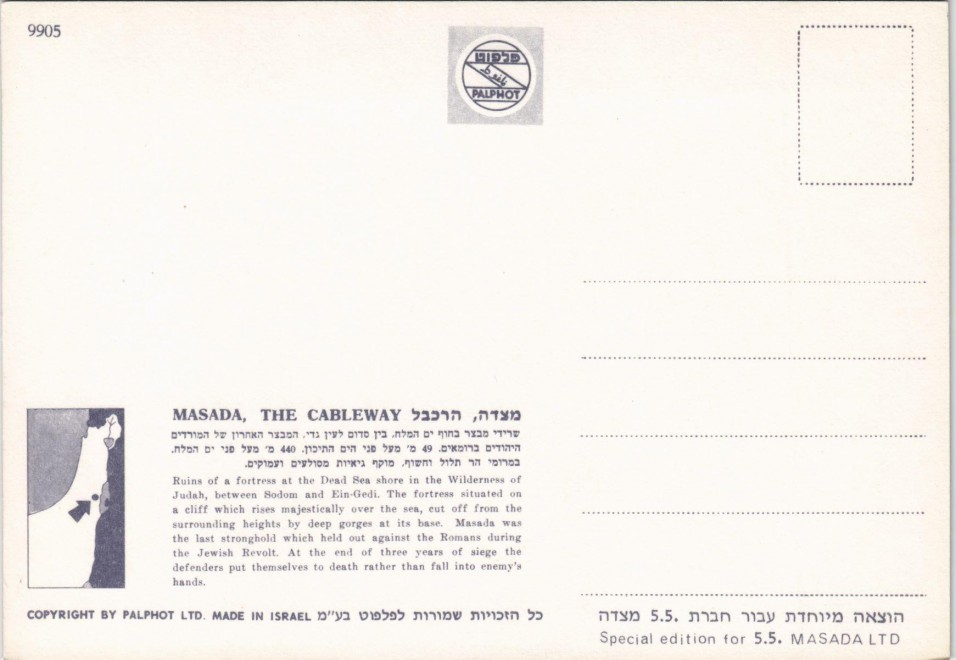 9905
פלפוט
PALPHOT
MASADA, THE CABLEWAY מצדה, הרכבל
שרידי מבצר בחוף ים המלח, בין סדום לעין גדי. המבצר האחרון של המורדים
היהודים ברומאים. 49 מ׳ מעל פני הים התיכון. 440 מ׳ מעל פני ים המלח.
במרומי הר תלול וחשוף, מוקף גיאיות מסולעים ועמוקים.
Ruins of a fortress at the Dead Sea shore in the Wilderness of
Judah, between Sodom and Ein-Gedi. The fortress situated on
a cliff which rises majestically over the sea, cut off from the
surrounding heights by deep gorges at its base. Masada was
the last stronghold which held out against the Romans during
the Jewish Revolt. At the end of three years of siege the
defenders put themselves to death rather than fall into enemy's
hands.
COPYRIGHT BY PALPHOT LTD. MADE IN ISRAEL כל הזכויות שמורות לפלפוט בע"מ
הוצאה מיוחדת עבור חברת 5.5. מצדה
Special edition for 5.5. MASADA LTD